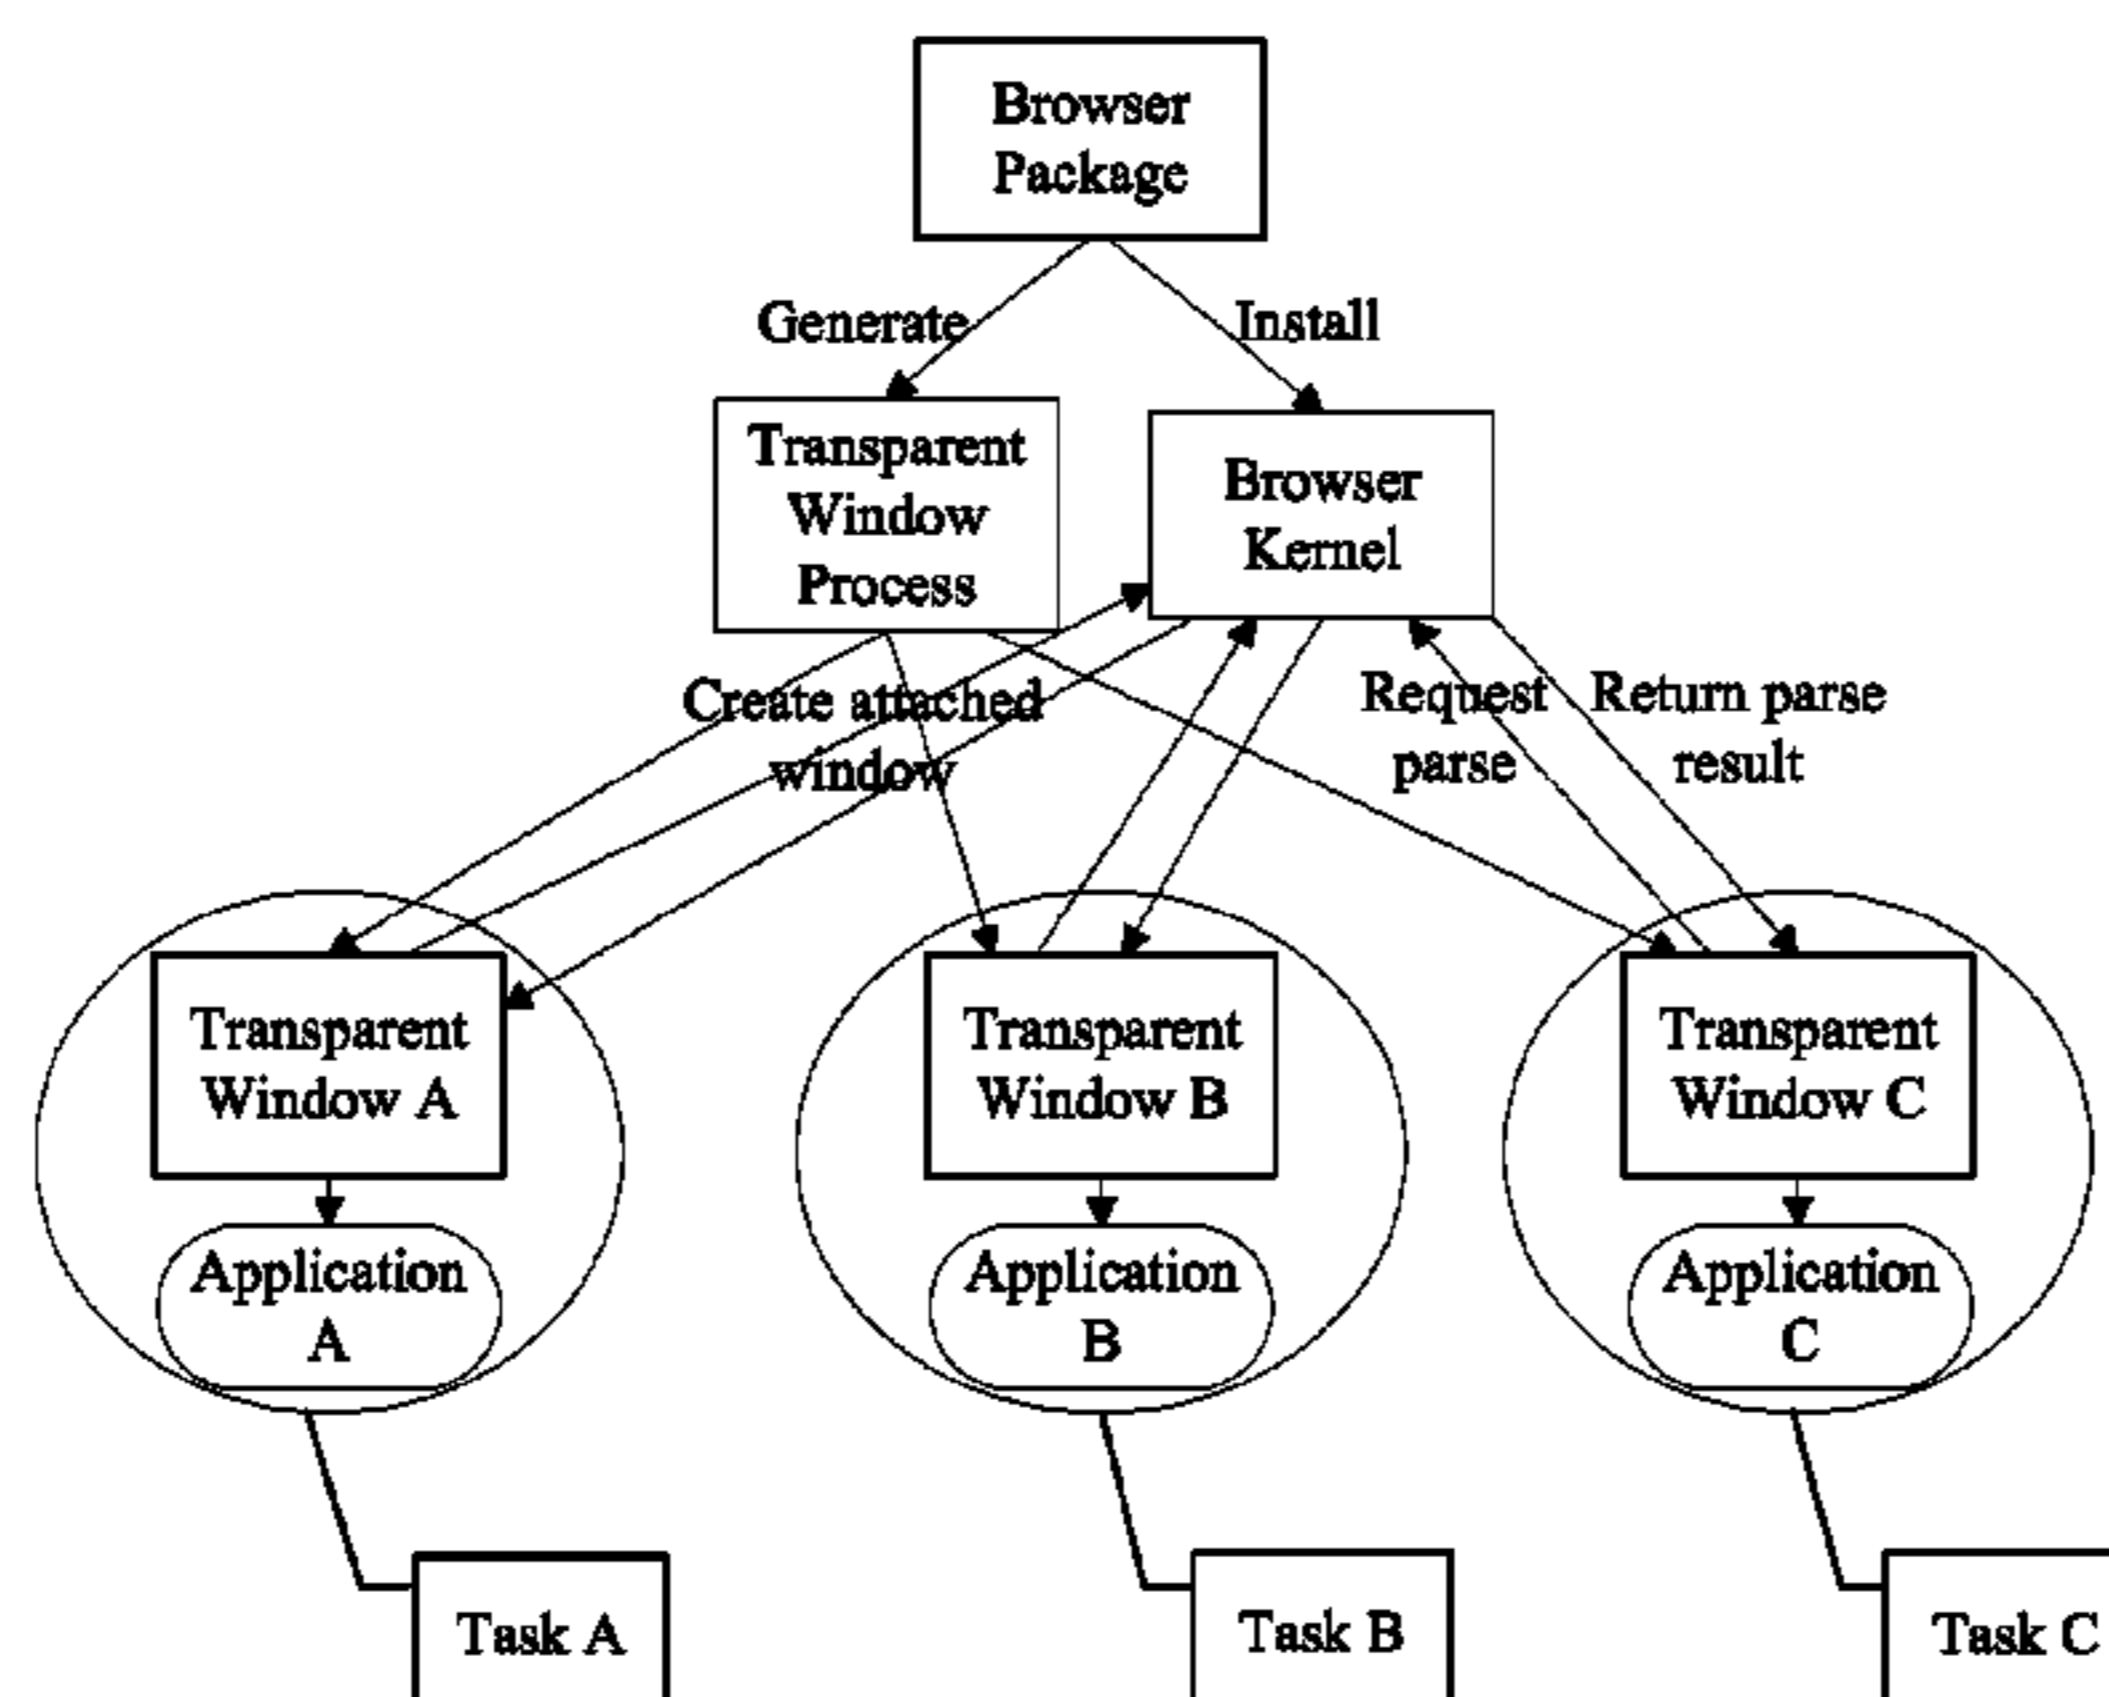 Browser
Package
Generate
Install
Transparent
Window
Process
Browser
Kernel
Create attached
window
Request
parse
Return parse
result
Transparent
Window A
Transparent
Window B
Transparent
Window C
Application
A
Application
B
Application
C
Task A
Task B
Task C